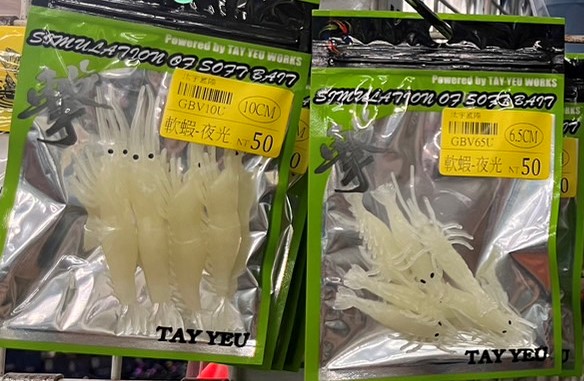 Powered by TAY YEU WORKS
SIMULATION OF SOFT BAIT
GBV10U
10CM
軟蝦-夜光 NT 50
TAY YEU
Powered by TAY YEU WORKS
SIMULATION OF SOFT BAIT
GBV65U
6.5CM
軟蝦-夜光 NT 50
TAY YEU